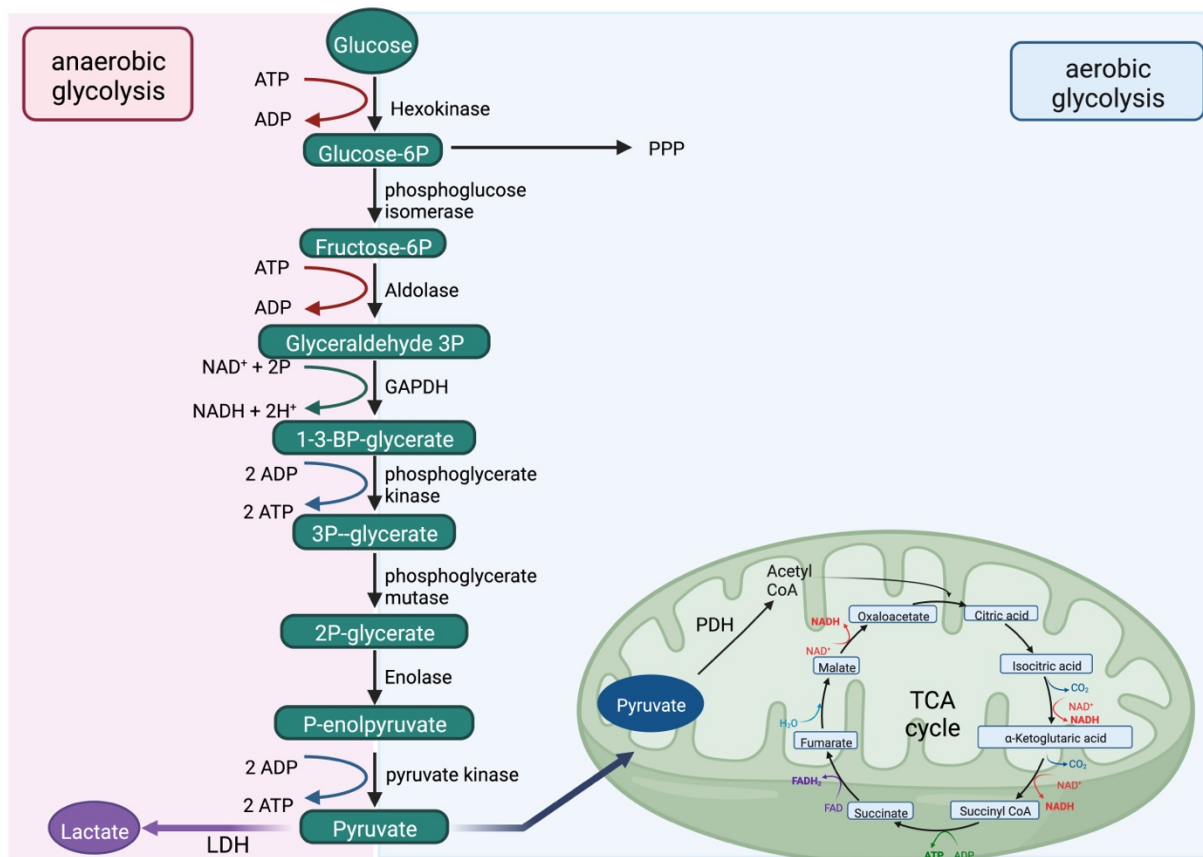 anaerobic
glycolysis
aerobic
glycolysis
Glucose
ATP
ADP
Hexokinase
Glucose-6P
PPP
phosphoglucose
isomerase
Fructose-6P
ATP
ADP
Aldolase
Glyceraldehyde 3P
NAD⁺ + 2P
GAPDH
NADH + 2H⁺
1-3-BP-glycerate
2 ADP
2 ATP
phosphoglycerate
kinase
3P--glycerate
phosphoglycerate
mutase
2P-glycerate
Enolase
P-enolpyruvate
2 ADP
2 ATP
pyruvate kinase
Pyruvate
LDH
Lactate
Pyruvate
PDH
Acetyl
CoA
TCA
cycle
Oxaloacetate
Citric acid
Isocitric acid
CO₂
NAD⁺
NADH
α-Ketoglutaric acid
CO₂
NAD⁺
NADH
Succinyl CoA
ATP
ADP
Succinate
FAD
FADH₂
Fumarate
H₂O
Malate
NAD⁺
NADH